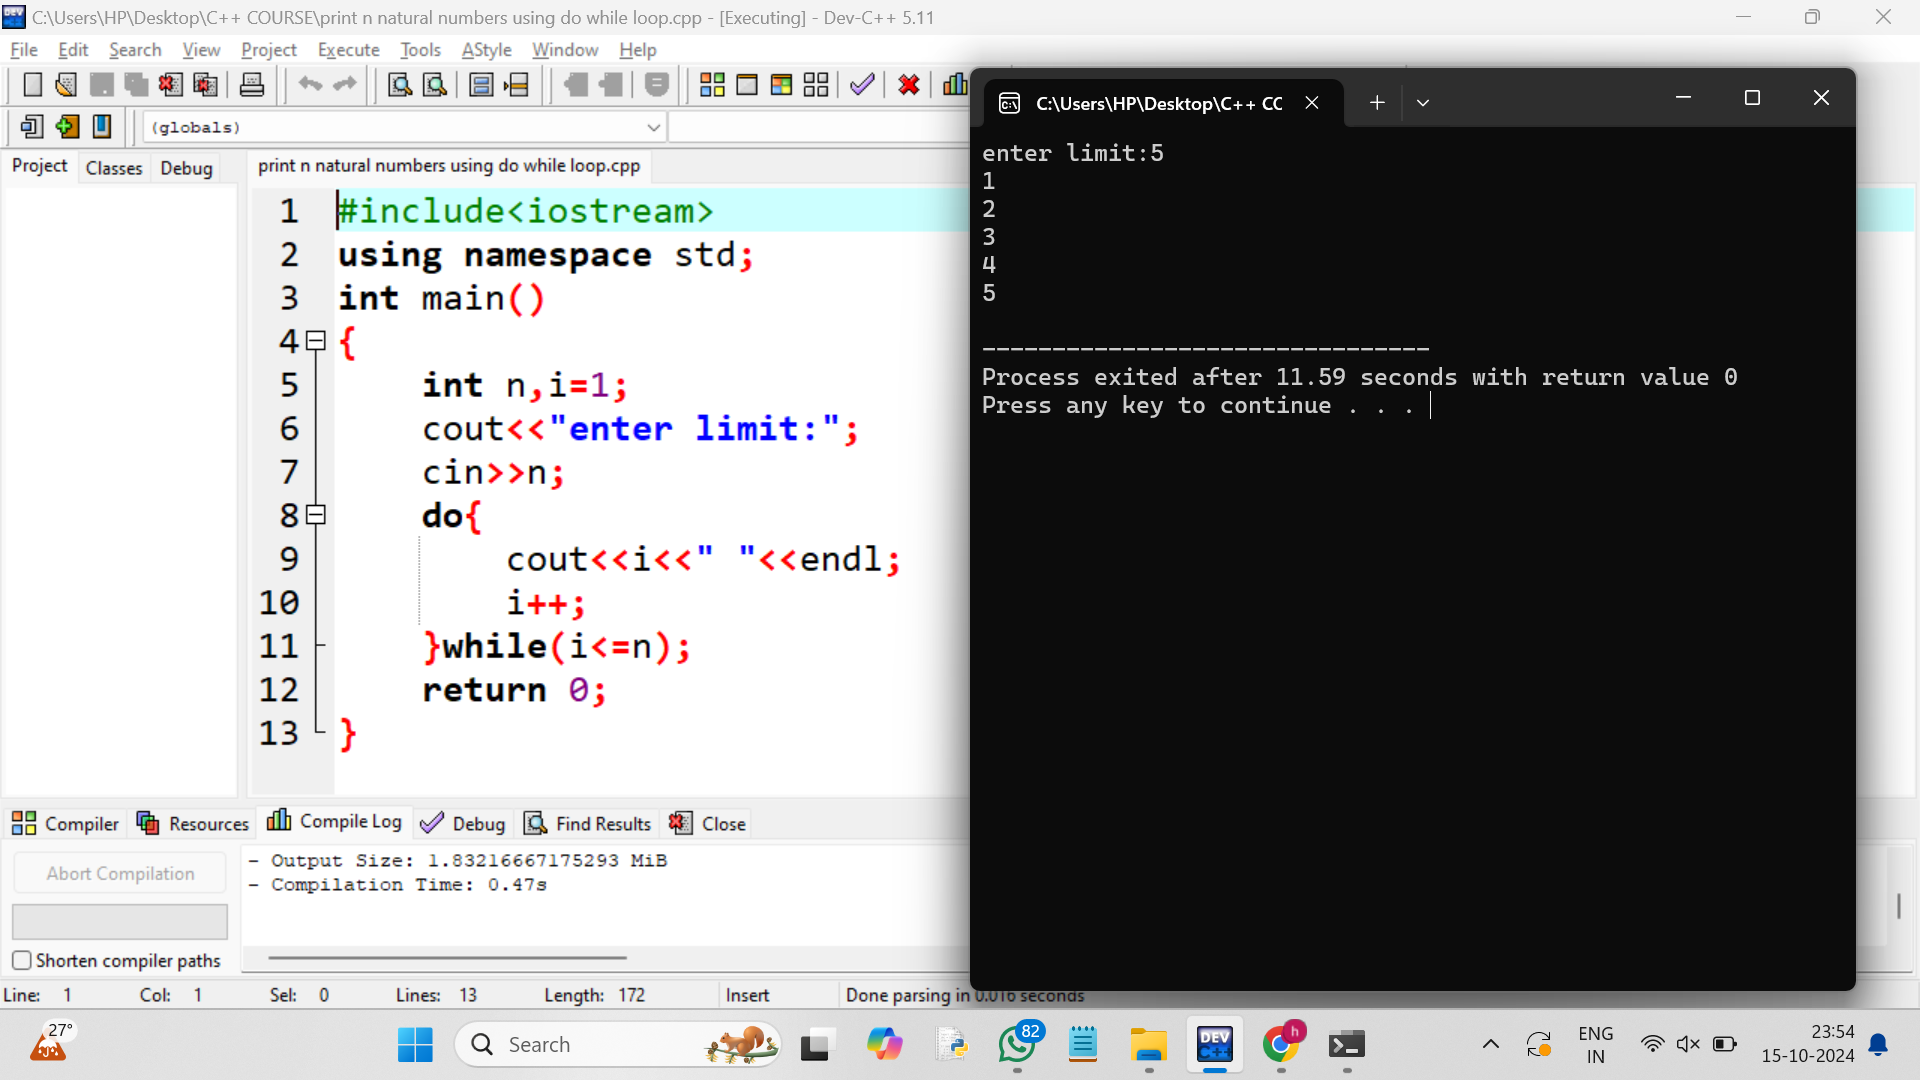 C:\Users\HP\Desktop\C++ COURSE\print n natural numbers using do while loop.cpp - [Executing] - Dev-C++ 5.11
File Edit Search View Project Execute Tools AStyle Window Help
(globals)
Project Classes Debug
print n natural numbers using do while loop.cpp
1 #include<iostream>
2 using namespace std;
3 int main()
4 {
5 int n,i=1;
6 cout<<"enter limit:";
7 cin>>n;
8 do{
9 cout<<i<<" "<<endl;
10 i++;
11 }while(i<=n);
12 return 0;
13 }
C:\Users\HP\Desktop\C++ CC
enter limit:5
1
2
3
4
5
--------------------------------
Process exited after 11.59 seconds with return value 0
Press any key to continue . . .
Compiler Resources Compile Log Debug Find Results Close
Abort Compilation
Shorten compiler paths
- Output Size: 1.83216667175293 MiB
- Compilation Time: 0.47s
Line: 1 Col: 1 Sel: 0 Lines: 13 Length: 172 Insert Done parsing in 0.016 seconds
27°
Search
82
DEV
C++
h
ENG
IN
23:54
15-10-2024